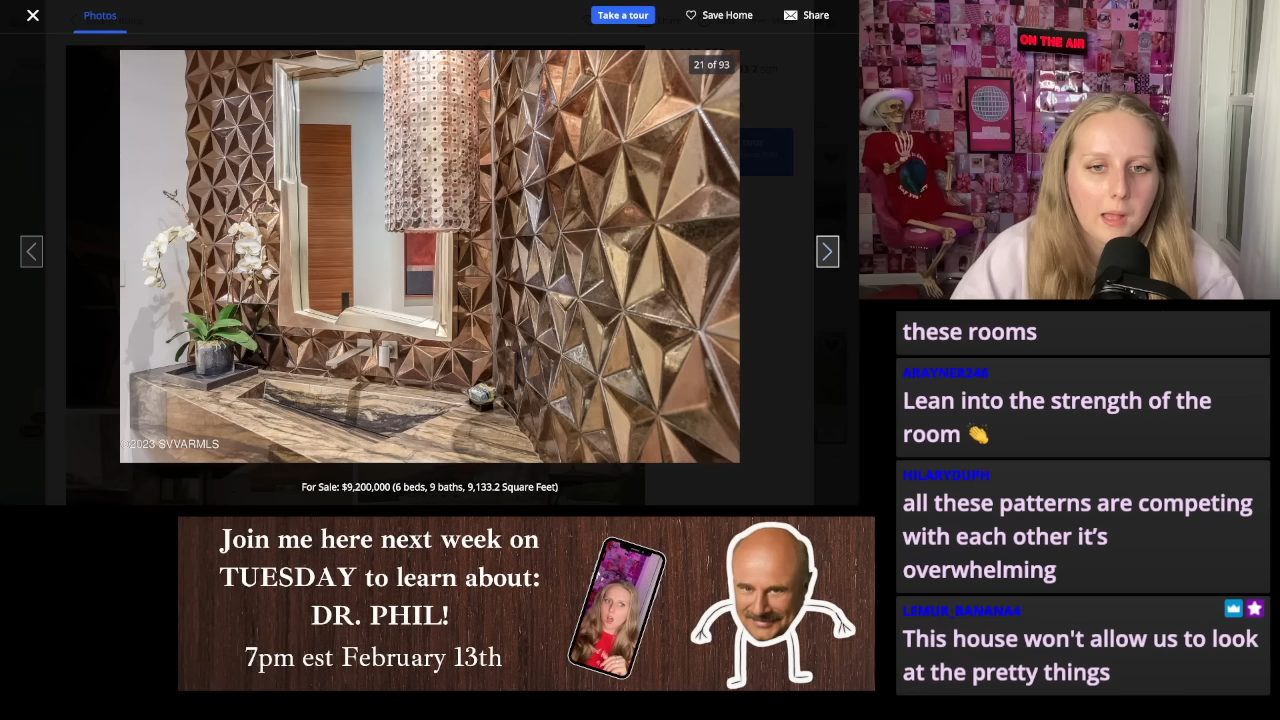 Photos
Take a tour
Save Home
Share
21 of 93
ON THE AIR
©2023 SVVARMLS
For Sale: $9,200,000 (6 beds, 9 baths, 9,133.2 Square Feet)
Join me here next week on
TUESDAY to learn about:
DR. PHIL!
7pm est February 13th
these rooms
ARAYNER246
Lean into the strength of the
room 👏
HILARYDUPH
all these patterns are competing
with each other it’s
overwhelming
LEMUR_BANANA4
This house won't allow us to look
at the pretty things